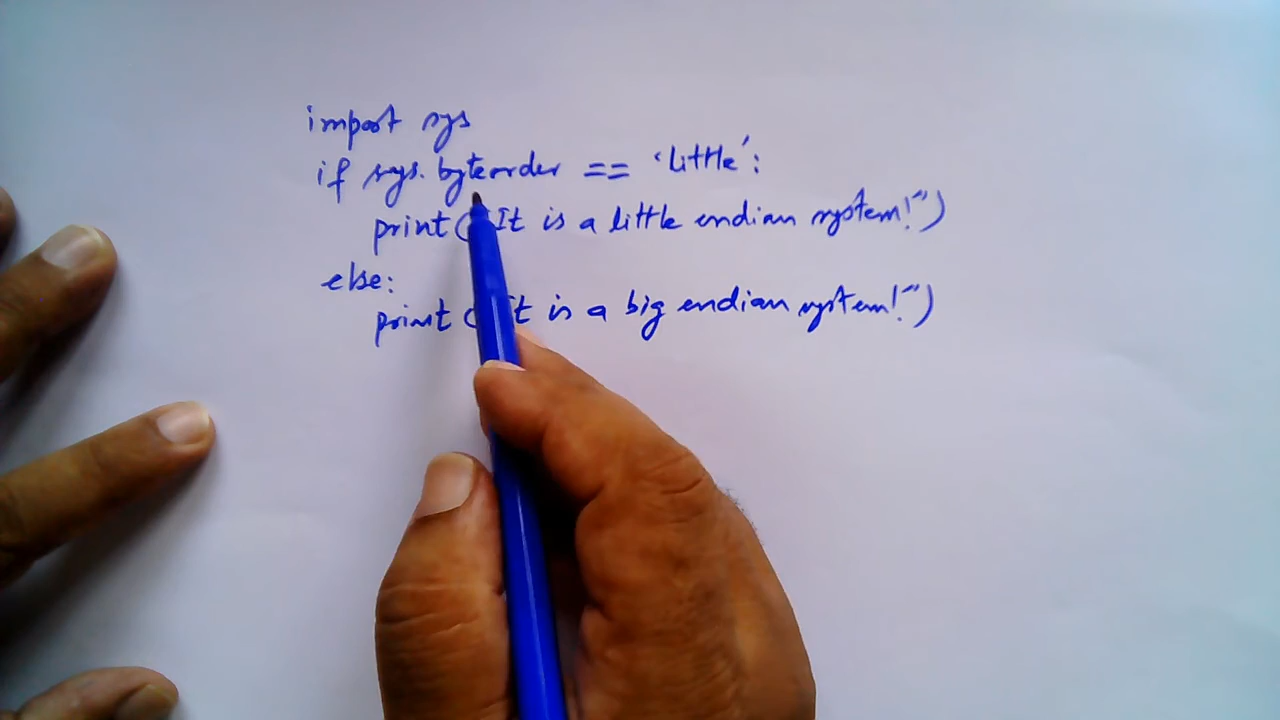 import sys
if sys.byteorder == 'little':
print ( It is a little endian system!")
else:
print ( It is a big endian system!")